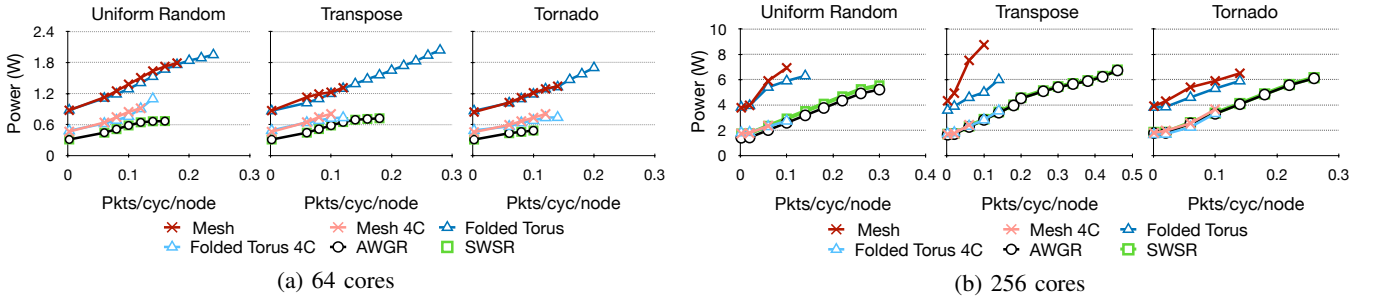 Uniform Random Transpose Tornado
Power (W)
2.4
1.8
1.2
0.6
0
0 0.1 0.2 0.3 0 0.1 0.2 0.3 0 0.1 0.2 0.3
Pkts/cyc/node Pkts/cyc/node Pkts/cyc/node
Mesh Mesh 4C Folded Torus
Folded Torus 4C AWGR SWSR
(a) 64 cores
Uniform Random Transpose Tornado
Power (W)
10
8
6
4
2
0
0 0.1 0.2 0.3 0.4 0 0.1 0.2 0.3 0.4 0.5 0 0.1 0.2 0.3
Pkts/cyc/node Pkts/cyc/node Pkts/cyc/node
Mesh Mesh 4C Folded Torus
Folded Torus 4C AWGR SWSR
(b) 256 cores